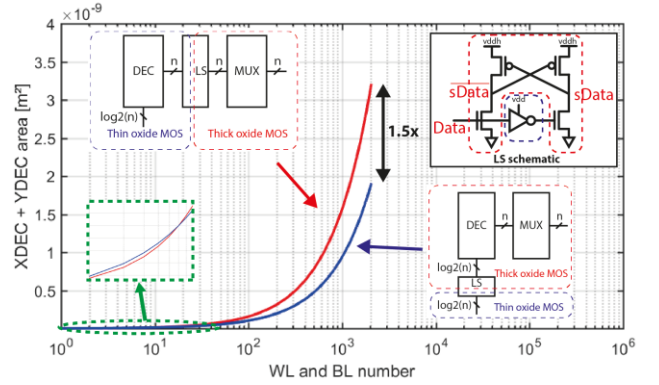 ×10⁻⁹
4
3.5
3
2.5
2
1.5
1
0.5
XDEC + YDEC area [m²]
10⁰ 10¹ 10² 10³ 10⁴ 10⁵ 10⁶
WL and BL number
DEC n LS n MUX n
log2(n)
Thin oxide MOS Thick oxide MOS
1.5x
vddh vddh
sData sData
vdd
Data
LS schematic
DEC n MUX n
log2(n)
LS Thick oxide MOS
log2(n) Thin oxide MOS